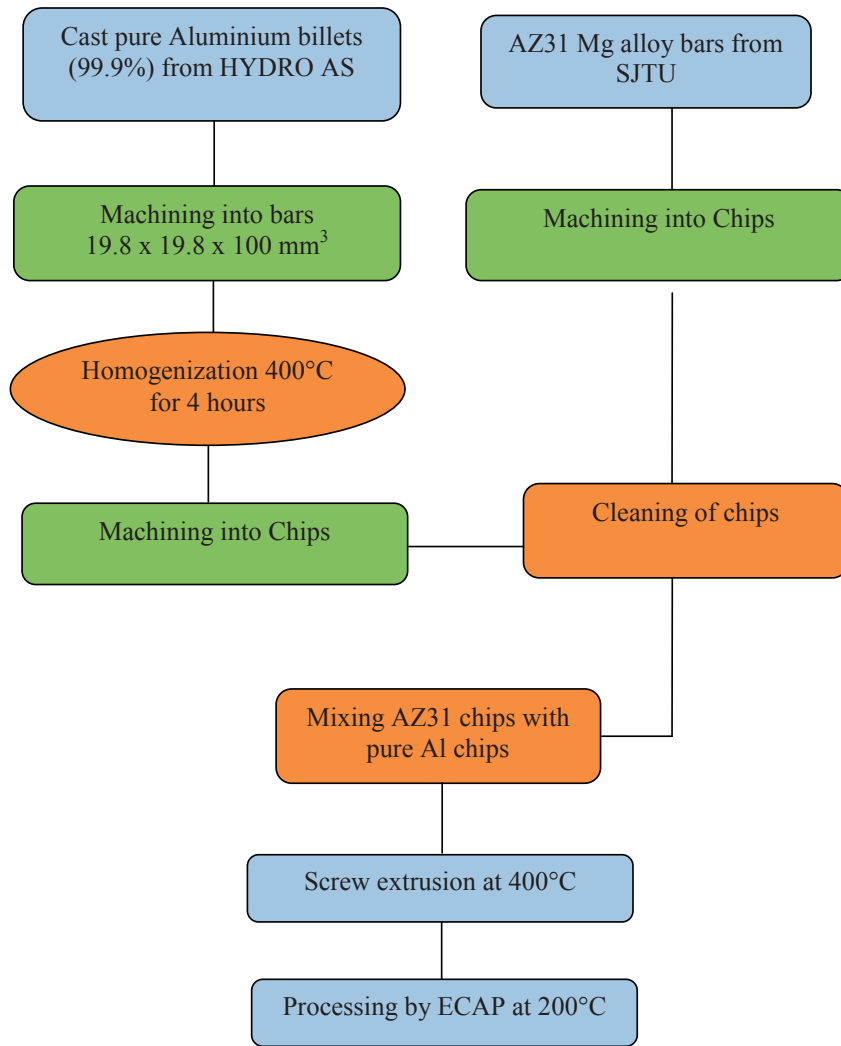 Cast pure Aluminium billets
(99.9%) from HYDRO AS
AZ31 Mg alloy bars from
SJTU
Machining into bars
19.8 x 19.8 x 100 mm³
Machining into Chips
Homogenization 400°C
for 4 hours
Machining into Chips
Cleaning of chips
Mixing AZ31 chips with
pure Al chips
Screw extrusion at 400°C
Processing by ECAP at 200°C